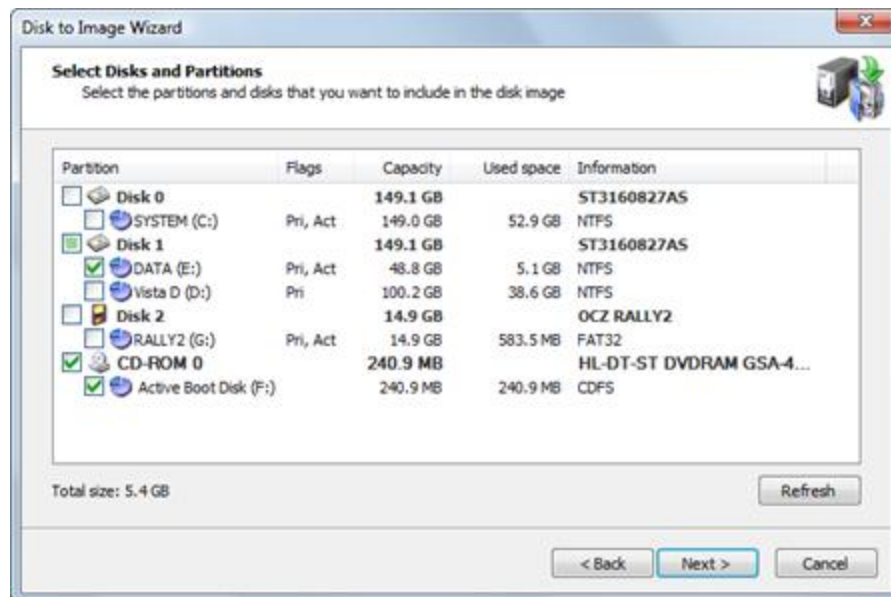 Disk to Image Wizard
Select Disks and Partitions
Select the partitions and disks that you want to include in the disk image
Partition Flags Capacity Used space Information
Disk 0 149.1 GB ST3160827AS
SYSTEM (C:) Pri, Act 149.0 GB 52.9 GB NTFS
Disk 1 149.1 GB ST3160827AS
DATA (E:) Pri, Act 48.8 GB 5.1 GB NTFS
Vista D (D:) Pri 100.2 GB 38.6 GB NTFS
Disk 2 14.9 GB OCZ RALLY2
RALLY2 (G:) Pri, Act 14.9 GB 583.5 MB FAT32
CD-ROM 0 240.9 MB HL-DT-ST DVDRAM GSA-4...
Active Boot Disk (F:) 240.9 MB 240.9 MB CDFS
Total size: 5.4 GB Refresh
< Back Next > Cancel